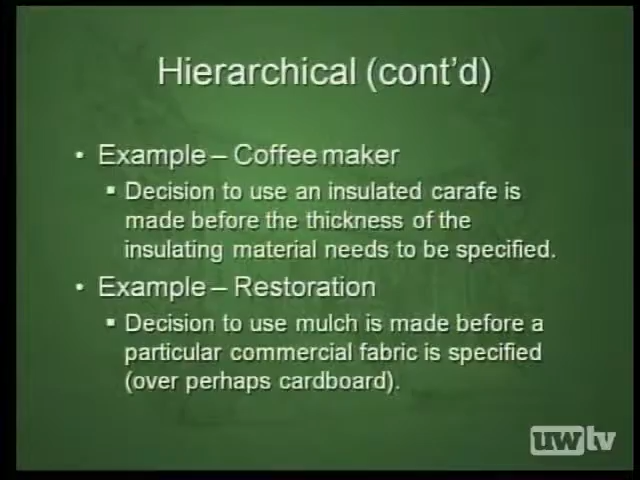 Hierarchical (cont'd)
• Example – Coffee maker
▪ Decision to use an insulated carafe is
made before the thickness of the
insulating material needs to be specified.
• Example – Restoration
▪ Decision to use mulch is made before a
particular commercial fabric is specified
(over perhaps cardboard).
uwtv